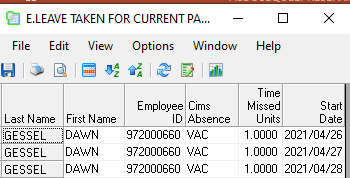 E.LEAVE TAKEN FOR CURRENT PA...
File Edit View Options Window Help
Last Name First Name Employee ID Cims Absence Time Missed Units Start Date
GESSEL DAWN 972000660 VAC 1.0000 2021/04/26
GESSEL DAWN 972000660 VAC 1.0000 2021/04/27
GESSEL DAWN 972000660 VAC 1.0000 2021/04/28